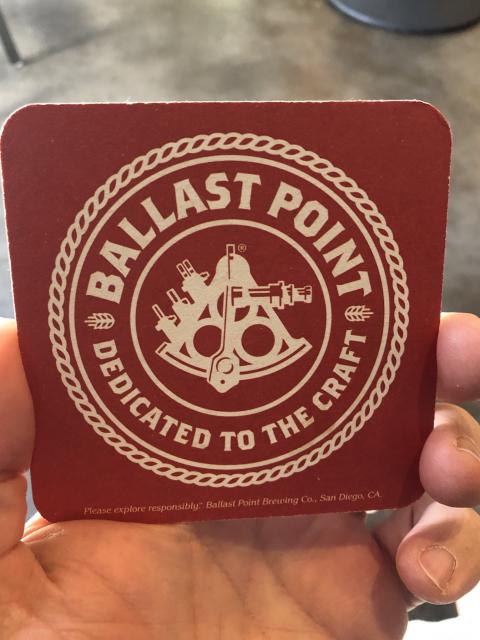 BALLAST POINT
®
DEDICATED TO THE CRAFT
Please explore responsibly.™ Ballast Point Brewing Co., San Diego, CA.